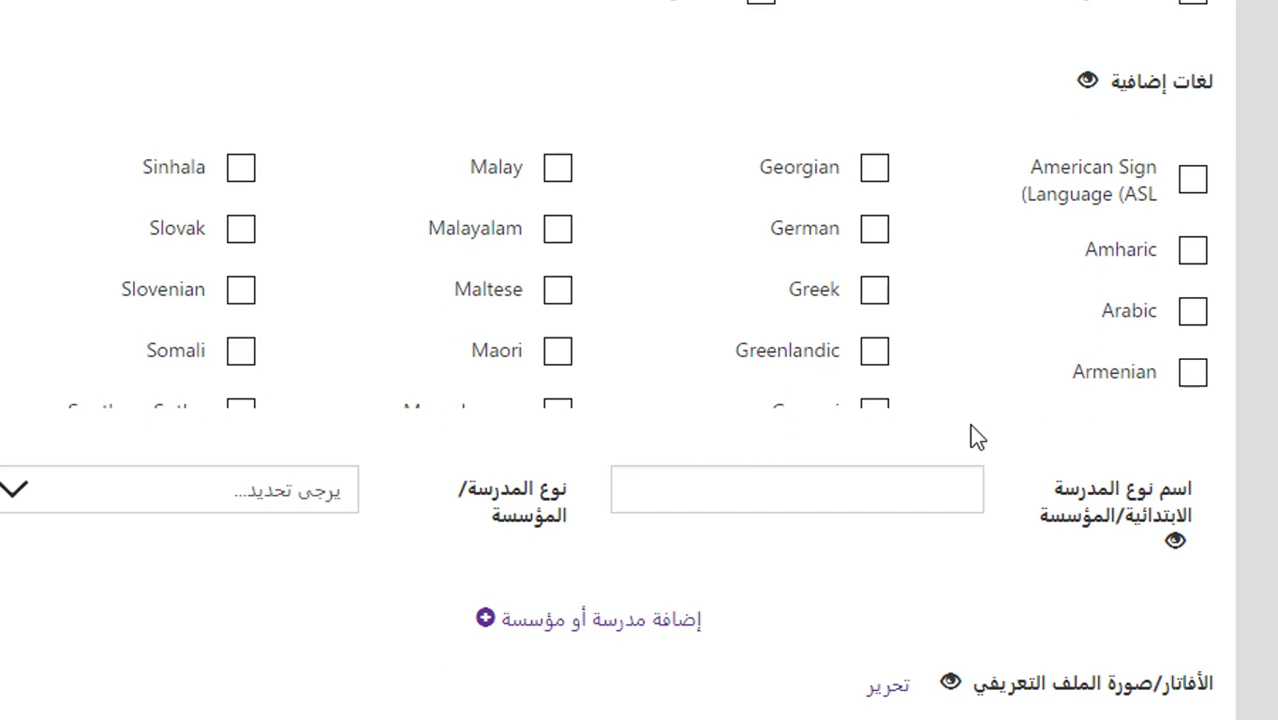 لغات إضافية
American Sign
(Language (ASL
Amharic
Arabic
Armenian
Georgian
German
Greek
Greenlandic
Malay
Malayalam
Maltese
Maori
Sinhala
Slovak
Slovenian
Somali
اسم نوع المدرسة
الابتدائية/المؤسسة
نوع المدرسة/
المؤسسة
يرجى تحديد...
إضافة مدرسة أو مؤسسة
الأفاتار/صورة الملف التعريفي
تحرير